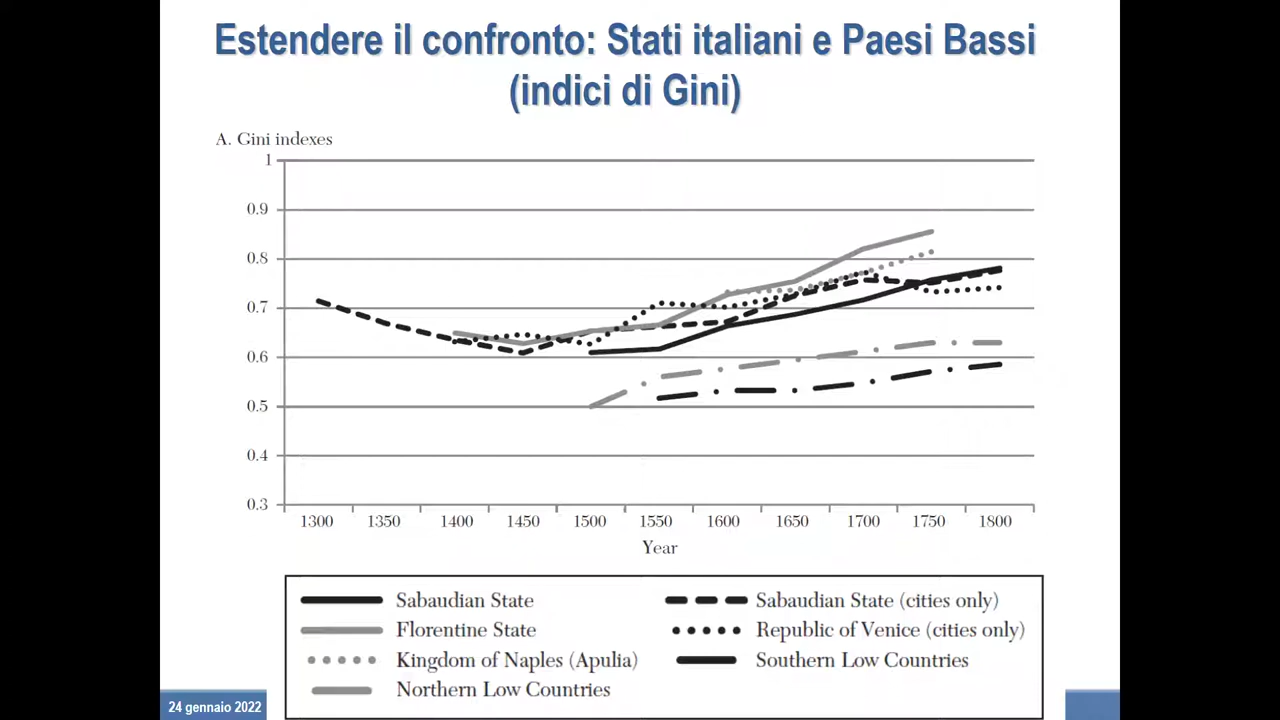 Estendere il confronto: Stati italiani e Paesi Bassi
(indici di Gini)
A. Gini indexes
1
0.9
0.8
0.7
0.6
0.5
0.4
0.3
1300 1350 1400 1450 1500 1550 1600 1650 1700 1750 1800
Year
Sabaudian State
Sabaudian State (cities only)
Florentine State
Republic of Venice (cities only)
Kingdom of Naples (Apulia)
Southern Low Countries
Northern Low Countries
24 gennaio 2022